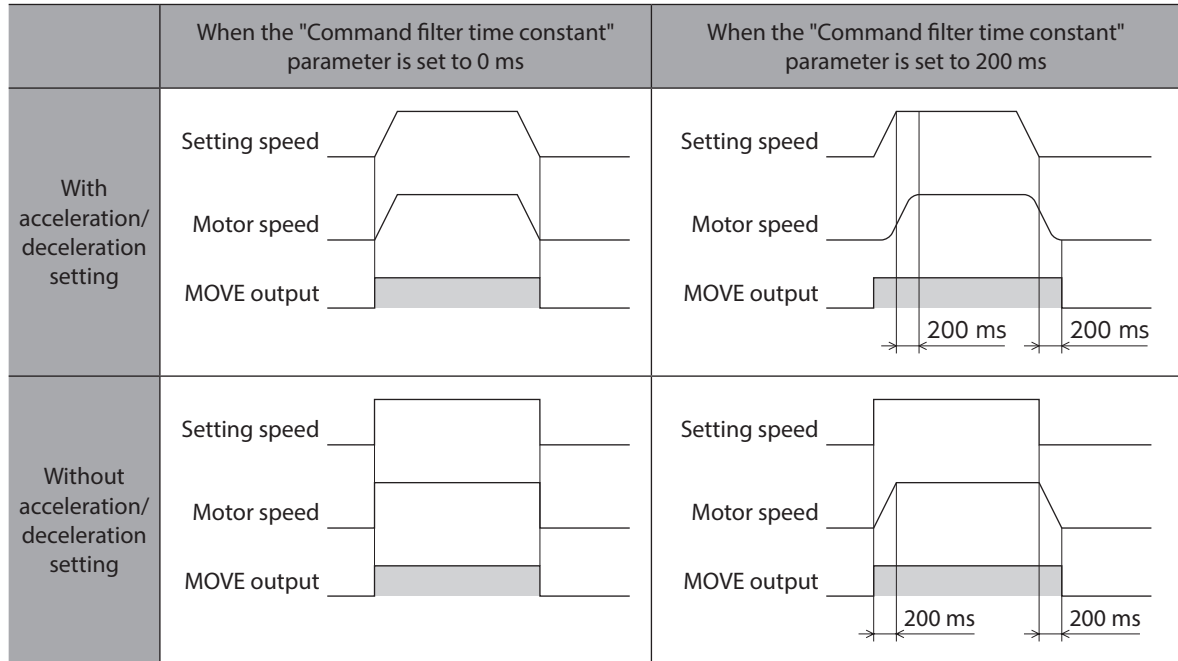 When the "Command filter time constant"
parameter is set to 0 ms
When the "Command filter time constant"
parameter is set to 200 ms
With
acceleration/
deceleration
setting
Setting speed
Motor speed
MOVE output
Setting speed
Motor speed
MOVE output
200 ms
200 ms
Without
acceleration/
deceleration
setting
Setting speed
Motor speed
MOVE output
Setting speed
Motor speed
MOVE output
200 ms
200 ms